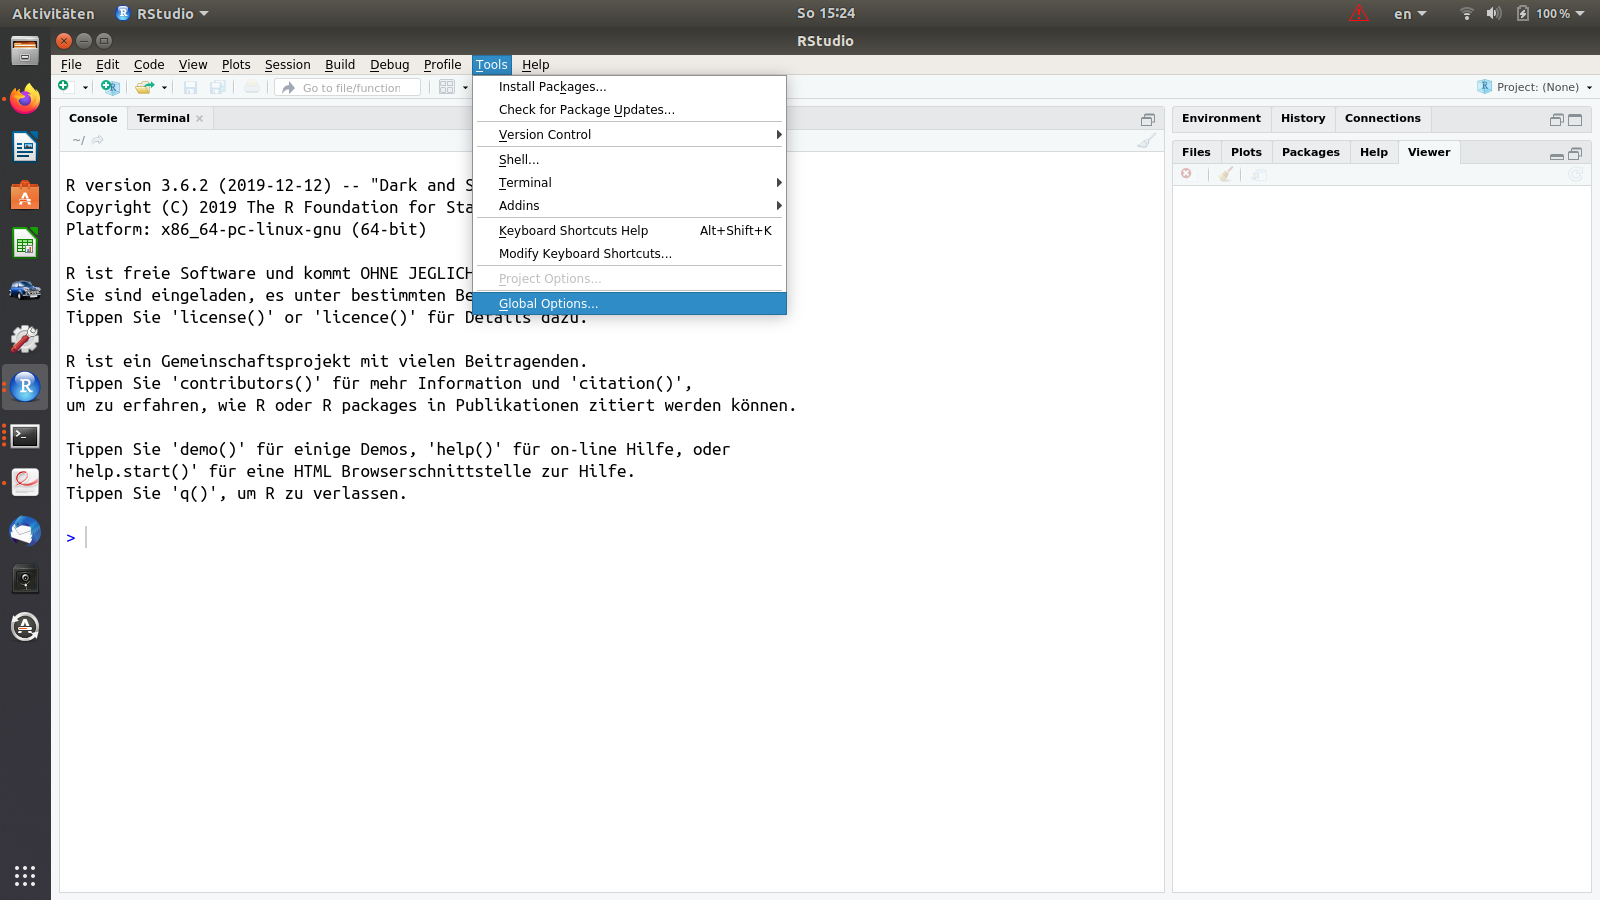 Aktivitäten RStudio So 15:24 en 100 %
RStudio
File Edit Code View Plots Session Build Debug Profile Tools Help
Go to file/function Project: (None)
Install Packages...
Check for Package Updates...
Version Control
Shell...
Terminal
Addins
Keyboard Shortcuts Help Alt+Shift+K
Modify Keyboard Shortcuts...
Project Options...
Global Options...
Console Terminal
~/
R version 3.6.2 (2019-12-12) -- "Dark and S
Copyright (C) 2019 The R Foundation for Sta
Platform: x86_64-pc-linux-gnu (64-bit)
R ist freie Software und kommt OHNE JEGLICH
Sie sind eingeladen, es unter bestimmten Be
Tippen Sie 'license()' or 'licence()' für Details dazu.
R ist ein Gemeinschaftsprojekt mit vielen Beitragenden.
Tippen Sie 'contributors()' für mehr Information und 'citation()',
um zu erfahren, wie R oder R packages in Publikationen zitiert werden können.
Tippen Sie 'demo()' für einige Demos, 'help()' für on-line Hilfe, oder
'help.start()' für eine HTML Browserschnittstelle zur Hilfe.
Tippen Sie 'q()', um R zu verlassen.
>
Environment History Connections
Files Plots Packages Help Viewer